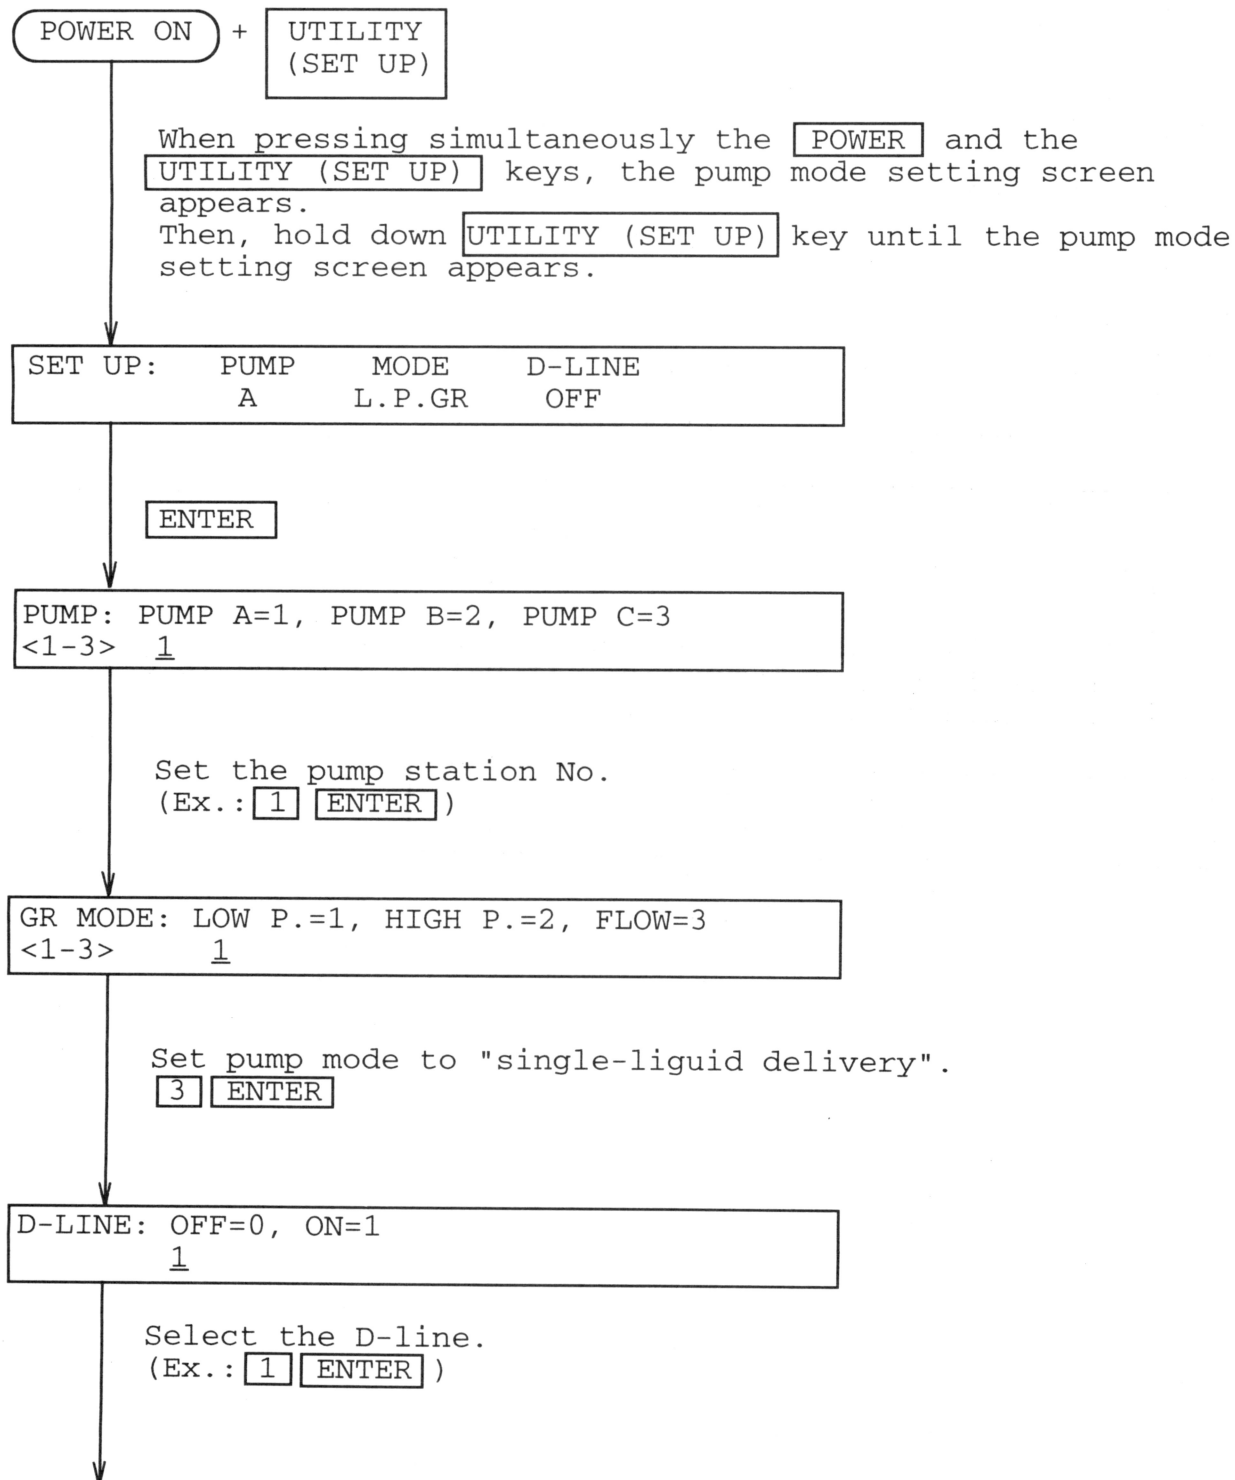 POWER ON + UTILITY
(SET UP)
When pressing simultaneously the POWER and the
UTILITY (SET UP) keys, the pump mode setting screen
appears.
Then, hold down UTILITY (SET UP) key until the pump mode
setting screen appears.
SET UP: PUMP MODE D-LINE
A L.P.GR OFF
ENTER
PUMP: PUMP A=1, PUMP B=2, PUMP C=3
<1-3> 1
Set the pump station No.
(Ex.: 1 ENTER )
GR MODE: LOW P.=1, HIGH P.=2, FLOW=3
<1-3> 1
Set pump mode to "single-liguid delivery".
3 ENTER
D-LINE: OFF=0, ON=1
1
Select the D-line.
(Ex.: 1 ENTER )